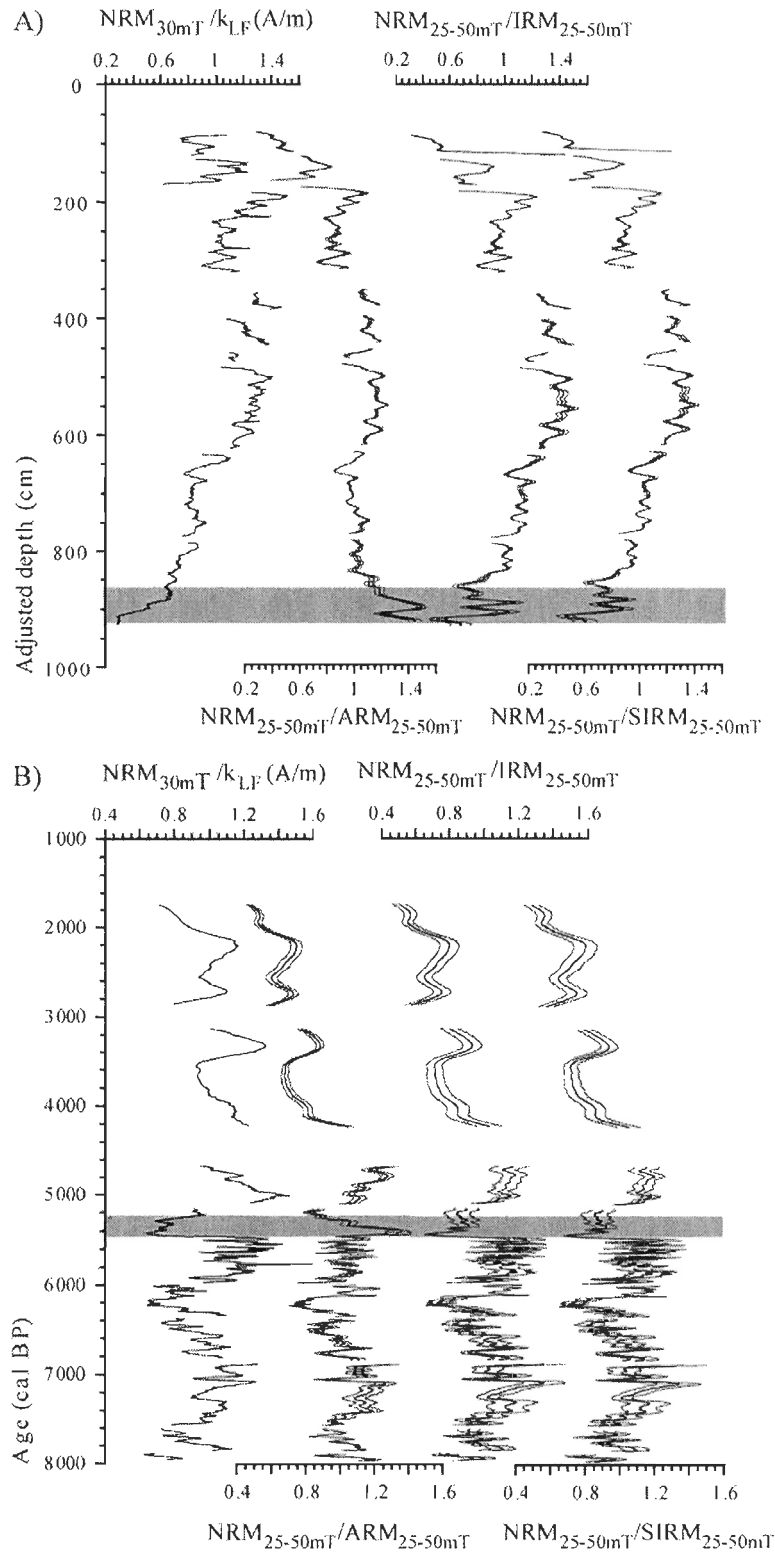 A)
NRM30mT/kLF(A/m) NRM25-50mT/IRM25-50mT
0.2 0.6 1 1.4 0.2 0.6 1 1.4
0
200
400
600
800
1000
Adjusted depth (cm)
0.2 0.6 1 1.4 0.2 0.6 1 1.4
NRM25-50mT/ARM25-50mT NRM25-50mT/SIRM25-50mT
B)
NRM30mT/kLF(A/m) NRM25-50mT/IRM25-50mT
0.4 0.8 1.2 1.6 0.4 0.8 1.2 1.6
1000
2000
3000
4000
5000
6000
7000
8000
Age (cal BP)
0.4 0.8 1.2 1.6 0.4 0.8 1.2 1.6
NRM25-50mT/ARM25-50mT NRM25-50mT/SIRM25-50mT